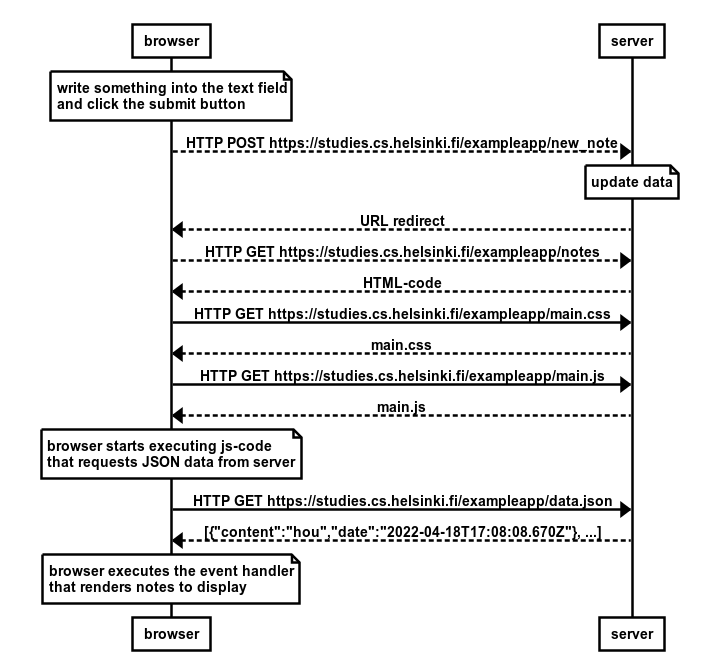 browser
server
write something into the text field
and click the submit button
HTTP POST https://studies.cs.helsinki.fi/exampleapp/new_note
update data
URL redirect
HTTP GET https://studies.cs.helsinki.fi/exampleapp/notes
HTML-code
HTTP GET https://studies.cs.helsinki.fi/exampleapp/main.css
main.css
HTTP GET https://studies.cs.helsinki.fi/exampleapp/main.js
main.js
browser starts executing js-code
that requests JSON data from server
HTTP GET https://studies.cs.helsinki.fi/exampleapp/data.json
[{"content":"hou","date":"2022-04-18T17:08:08.670Z"}, ...]
browser executes the event handler
that renders notes to display
browser
server